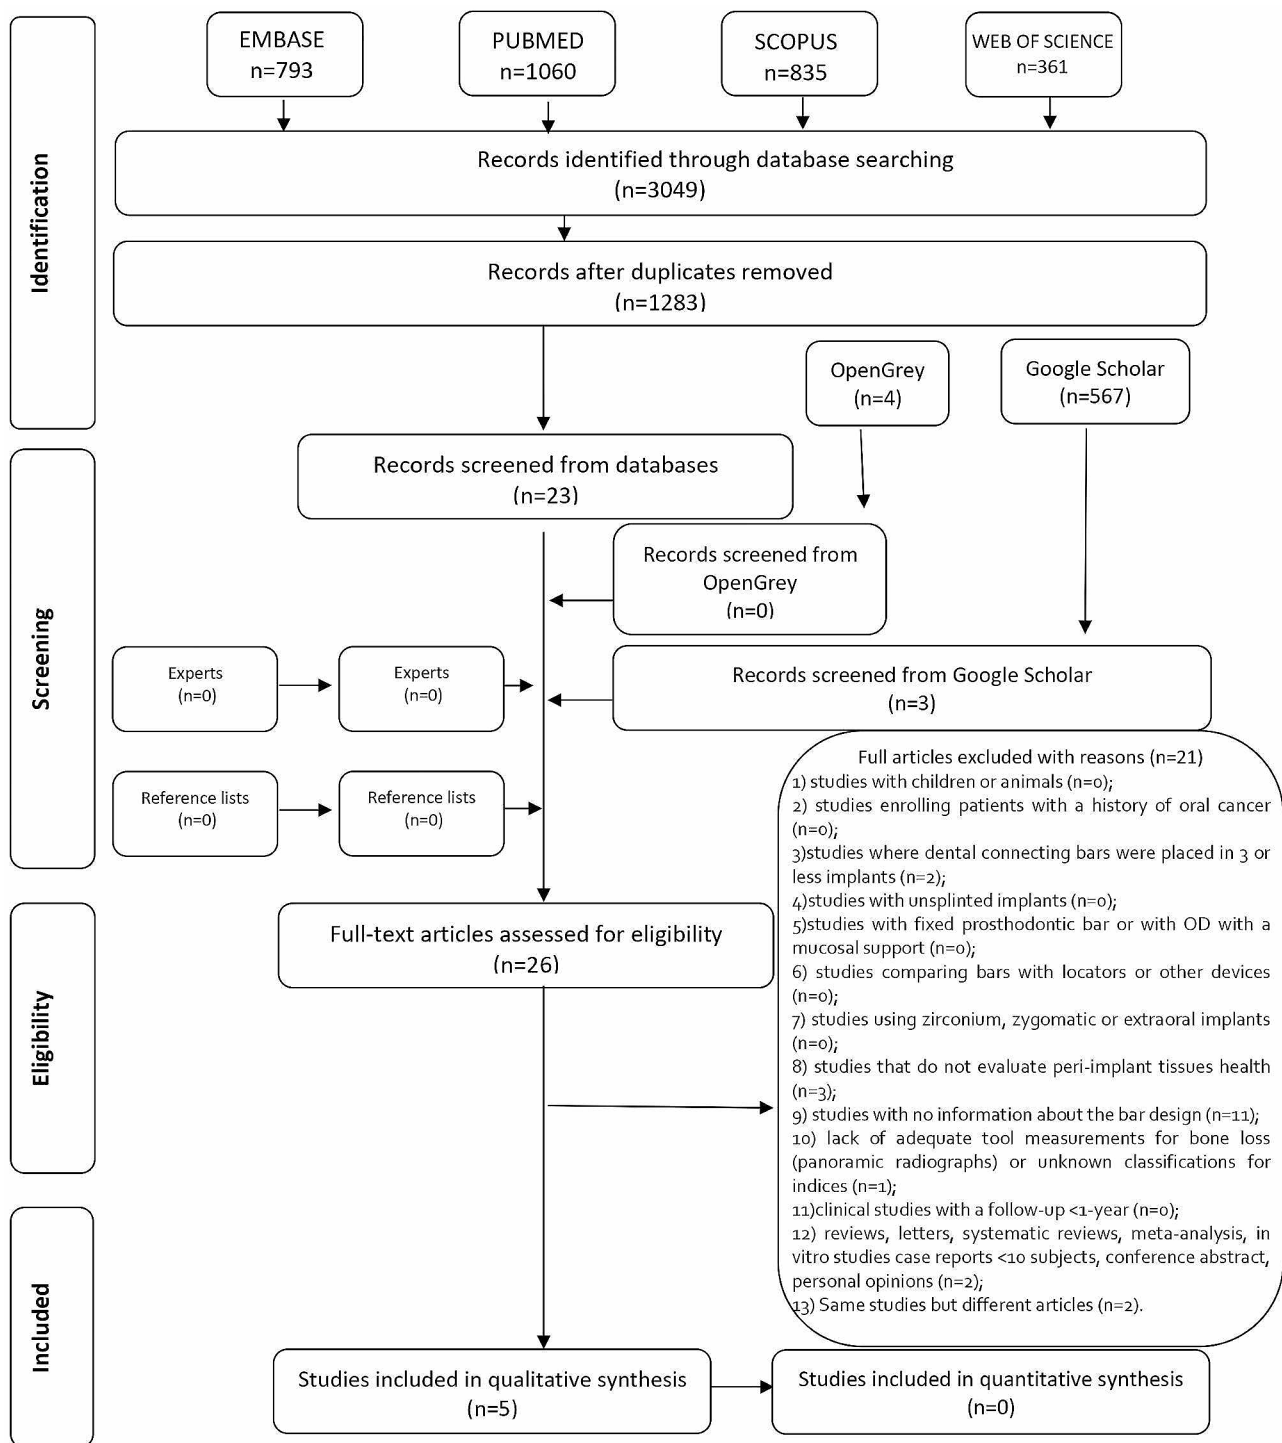 EMBASE
n=793
PUBMED
n=1060
SCOPUS
n=835
WEB OF SCIENCE
n=361
Identification
Records identified through database searching
(n=3049)
Records after duplicates removed
(n=1283)
OpenGrey
(n=4)
Google Scholar
(n=567)
Screening
Records screened from databases
(n=23)
Records screened from
OpenGrey
(n=0)
Experts
(n=0)
Experts
(n=0)
Records screened from Google Scholar
(n=3)
Reference lists
(n=0)
Reference lists
(n=0)
Full articles excluded with reasons (n=21)
1) studies with children or animals (n=0);
2) studies enrolling patients with a history of oral cancer
(n=0);
3)studies where dental connecting bars were placed in 3 or
less implants (n=2);
4)studies with unsplinted implants (n=0);
5)studies with fixed prosthodontic bar or with OD with a
mucosal support (n=0);
6) studies comparing bars with locators or other devices
(n=0);
7) studies using zirconium, zygomatic or extraoral implants
(n=0);
8) studies that do not evaluate peri-implant tissues health
(n=3);
9) studies with no information about the bar design (n=11);
10) lack of adequate tool measurements for bone loss
(panoramic radiographs) or unknown classifications for
indices (n=1);
11)clinical studies with a follow-up <1-year (n=0);
12) reviews, letters, systematic reviews, meta-analysis, in
vitro studies case reports <10 subjects, conference abstract,
personal opinions (n=2);
13) Same studies but different articles (n=2).
Eligibility
Full-text articles assessed for eligibility
(n=26)
Included
Studies included in qualitative synthesis
(n=5)
Studies included in quantitative synthesis
(n=0)